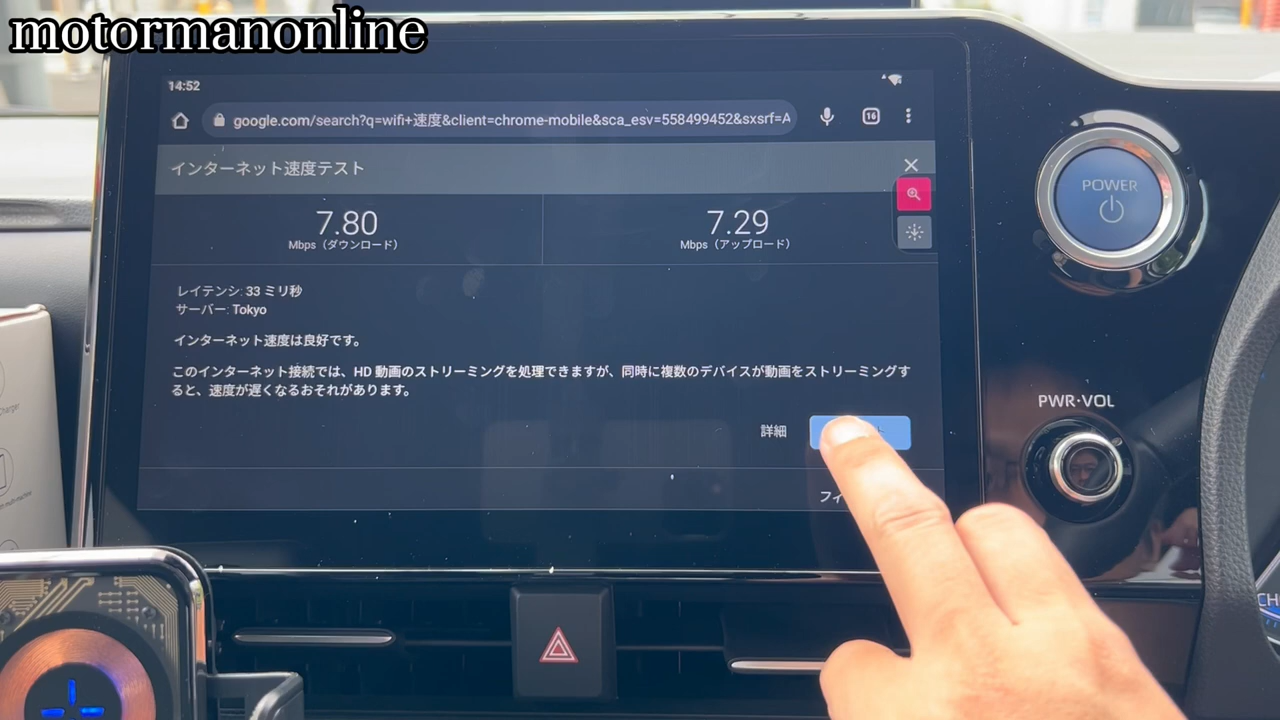 motormanonline
14:52
google.com/search?q=wifi+速度&client=chrome-mobile&sca_esv=558499452&sxsrf=A
16
インターネット速度テスト
7.80
Mbps（ダウンロード）
7.29
Mbps（アップロード）
レイテンシ: 33 ミリ秒
サーバー: Tokyo
インターネット速度は良好です。
このインターネット接続では、HD 動画のストリーミングを処理できますが、同時に複数のデバイスが動画をストリーミングす
ると、速度が遅くなるおそれがあります。
詳細
フィ
POWER
PWR·VOL